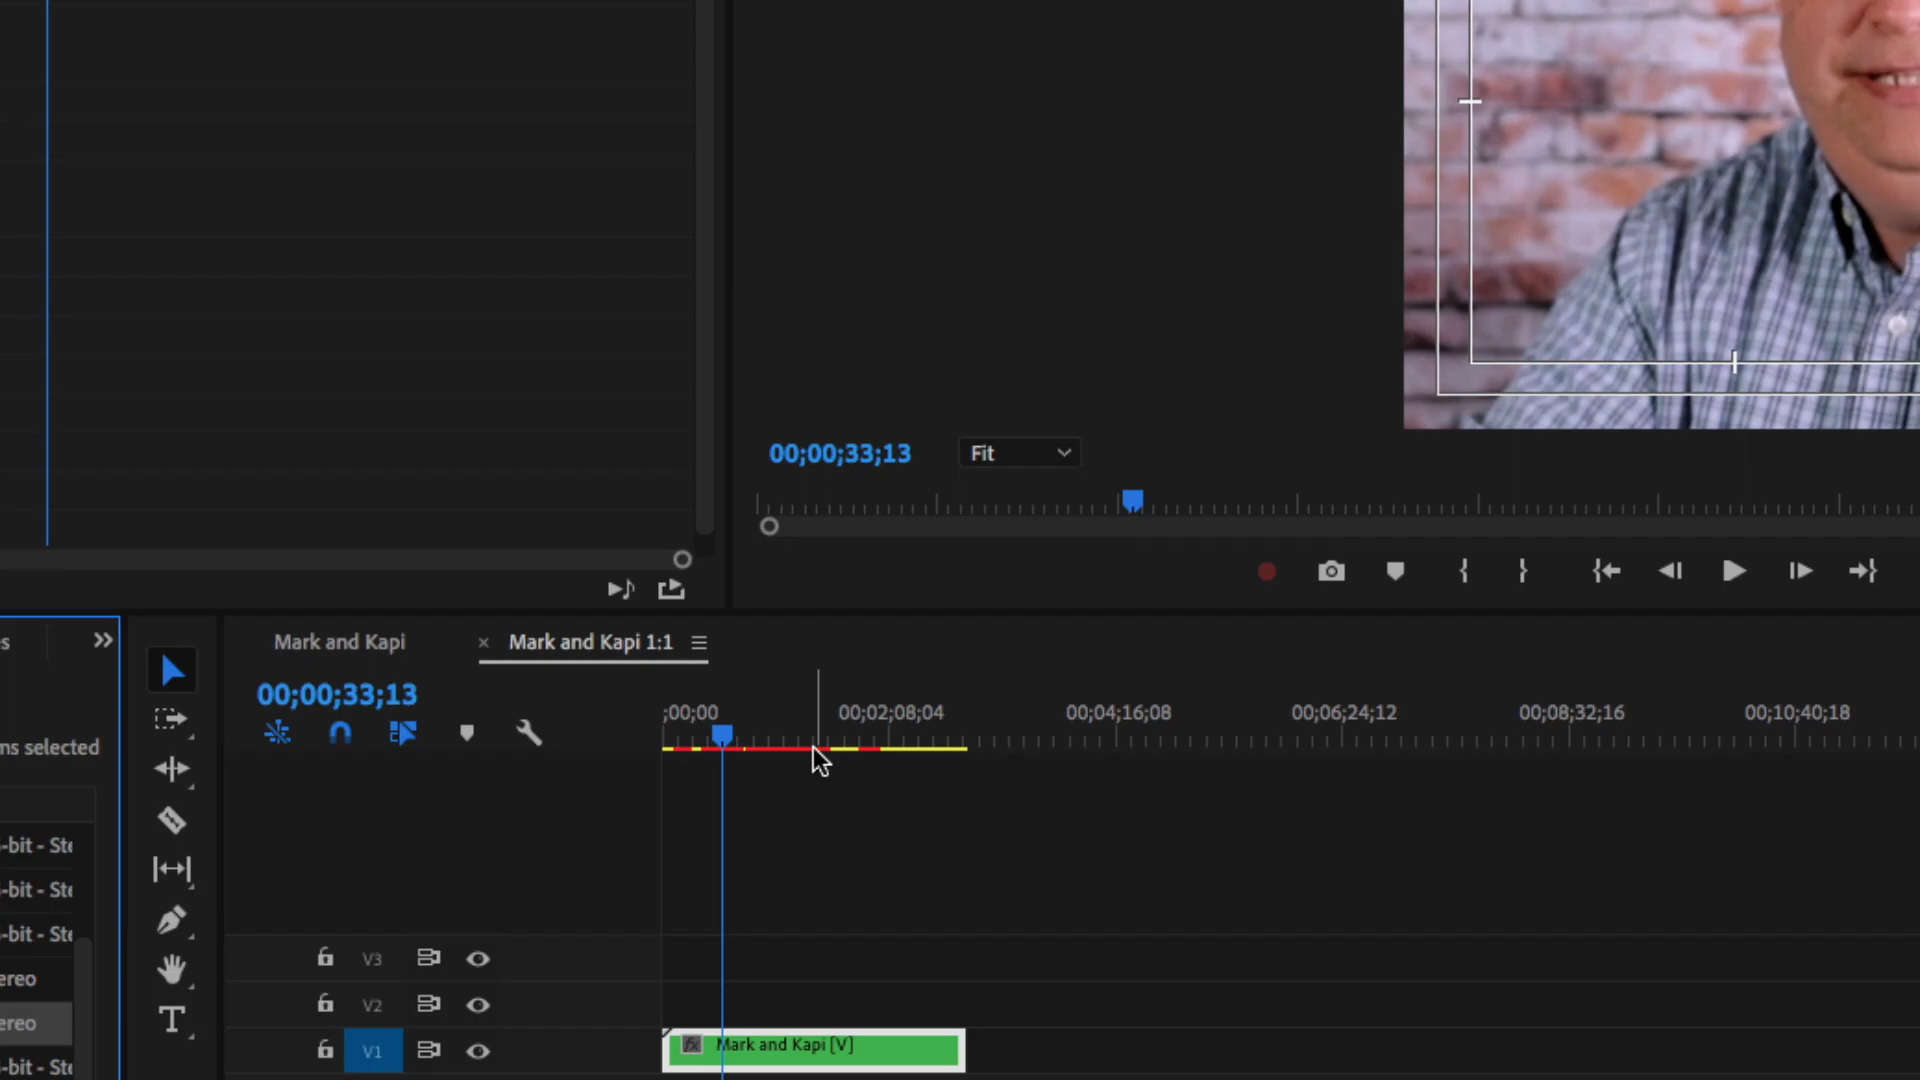 00;00;33;13
Fit
s
Mark and Kapi
Mark and Kapi 1:1
00;00;33;13
;00;00
00;02;08;04
00;04;16;08
00;06;24;12
00;08;32;16
00;10;40;18
ms selected
-bit - Ste
-bit - Ste
-bit - Ste
ereo
ereo
-bit - Ste
V3
V2
V1
fx Mark and Kapi [V]